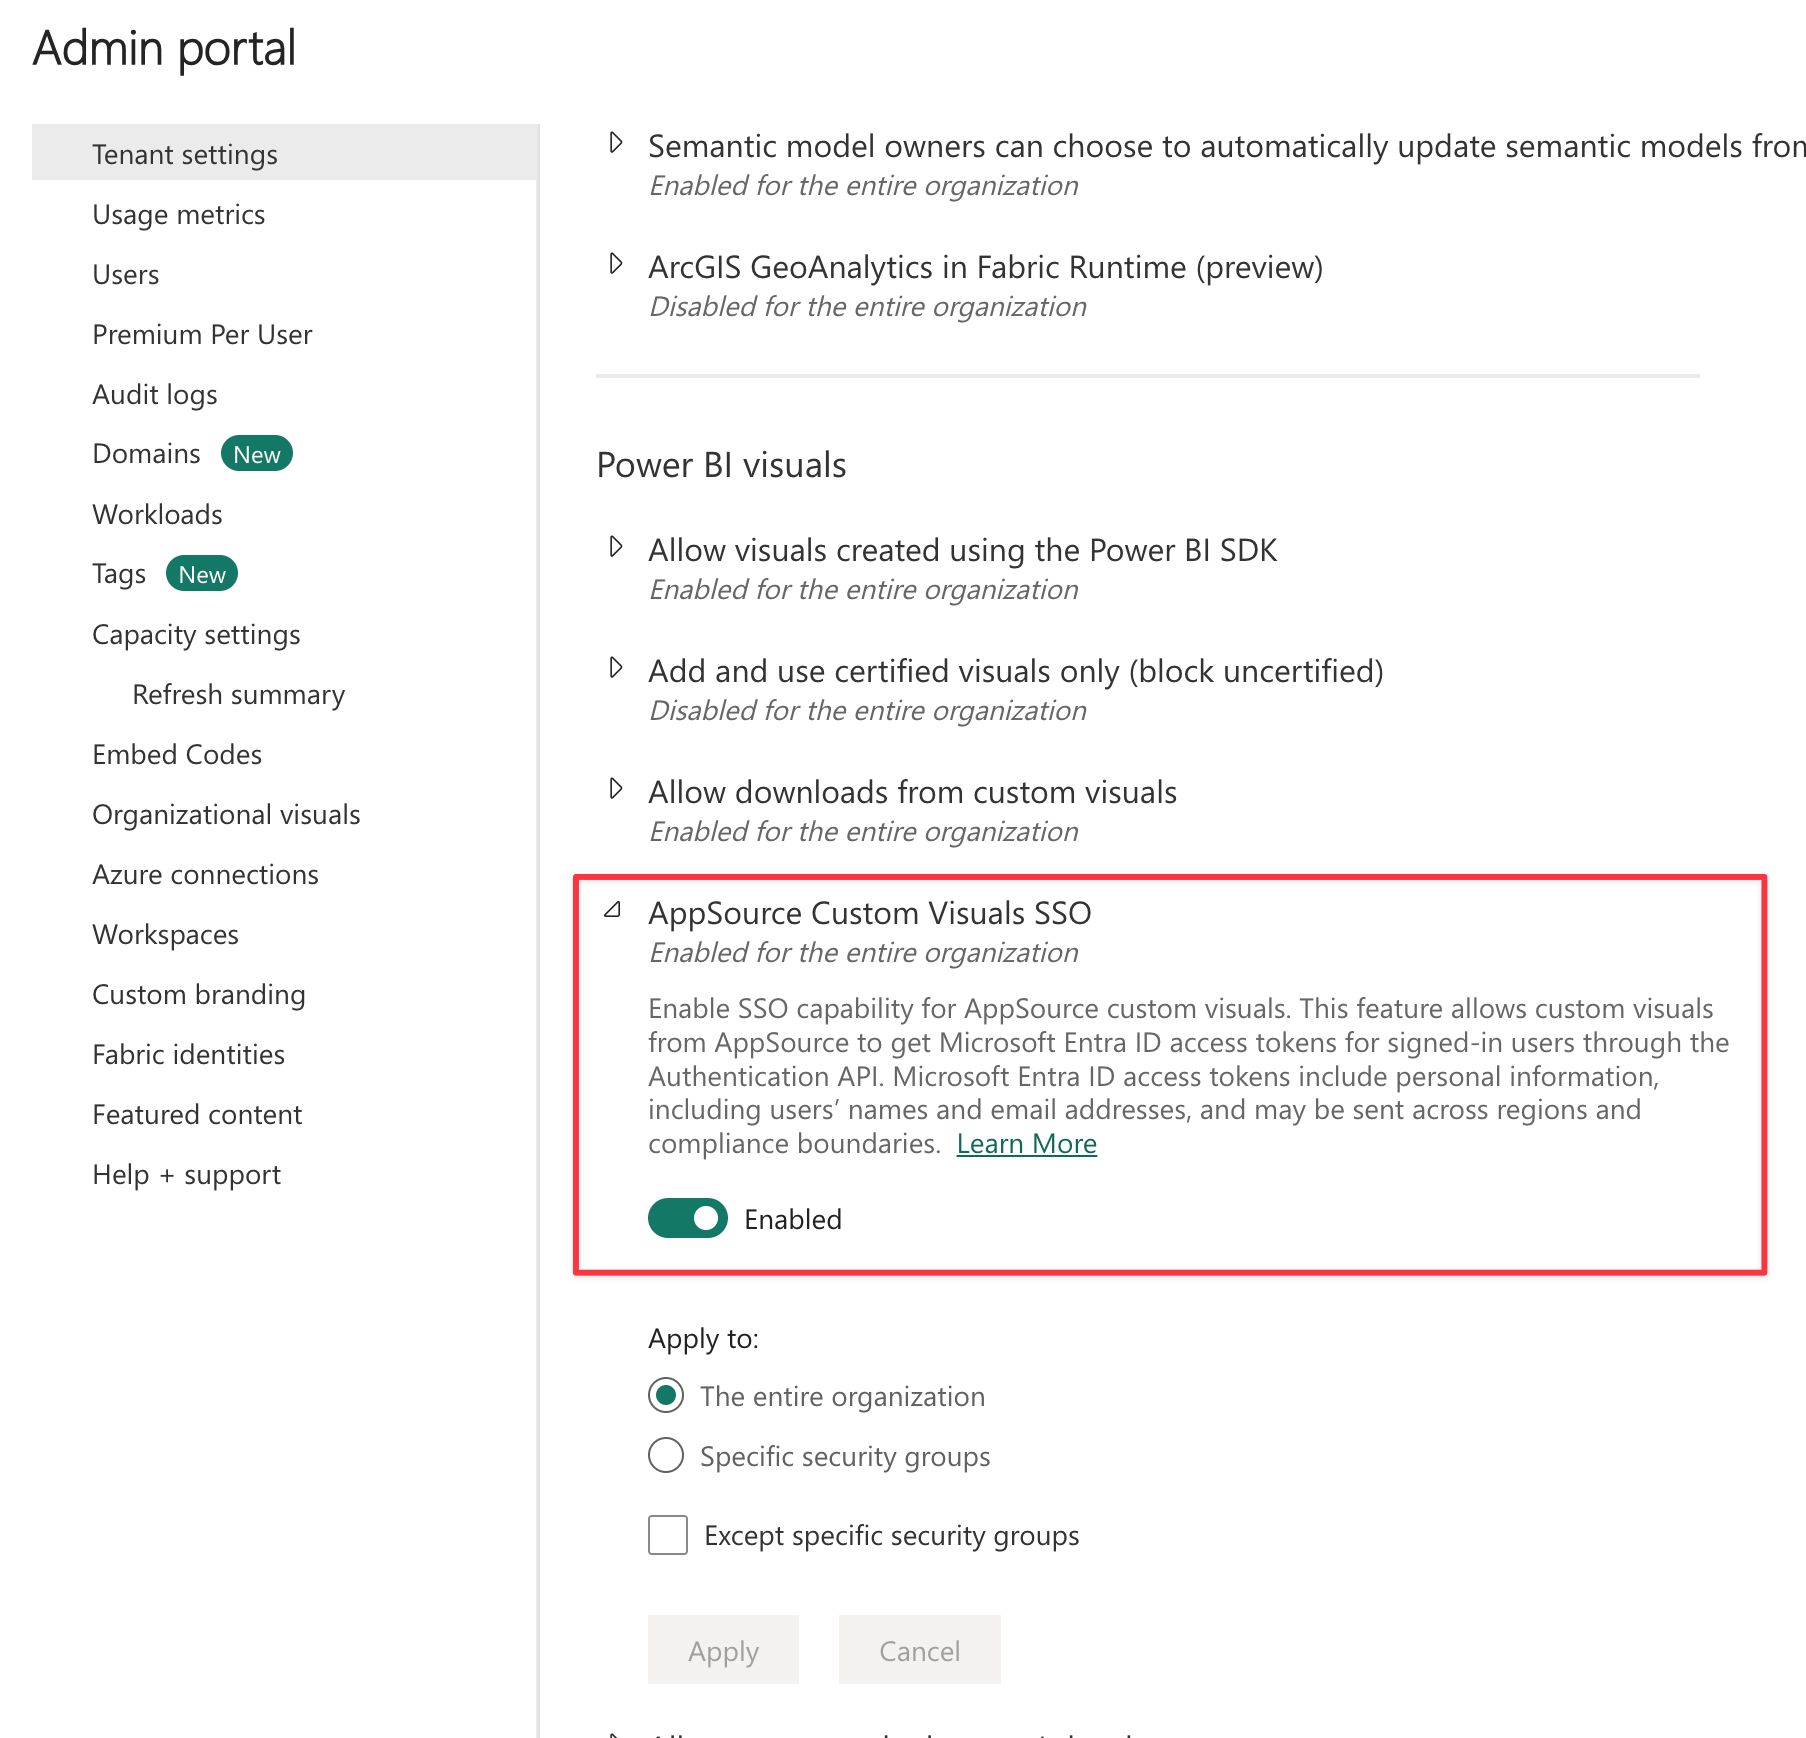 Admin portal
Tenant settings
Usage metrics
Users
Premium Per User
Audit logs
Domains New
Workloads
Tags New
Capacity settings
Refresh summary
Embed Codes
Organizational visuals
Azure connections
Workspaces
Custom branding
Fabric identities
Featured content
Help + support
Semantic model owners can choose to automatically update semantic models from
Enabled for the entire organization
ArcGIS GeoAnalytics in Fabric Runtime (preview)
Disabled for the entire organization
Power BI visuals
Allow visuals created using the Power BI SDK
Enabled for the entire organization
Add and use certified visuals only (block uncertified)
Disabled for the entire organization
Allow downloads from custom visuals
Enabled for the entire organization
AppSource Custom Visuals SSO
Enabled for the entire organization
Enable SSO capability for AppSource custom visuals. This feature allows custom visuals
from AppSource to get Microsoft Entra ID access tokens for signed-in users through the
Authentication API. Microsoft Entra ID access tokens include personal information,
including users’ names and email addresses, and may be sent across regions and
compliance boundaries. Learn More
Enabled
Apply to:
The entire organization
Specific security groups
Except specific security groups
Apply Cancel